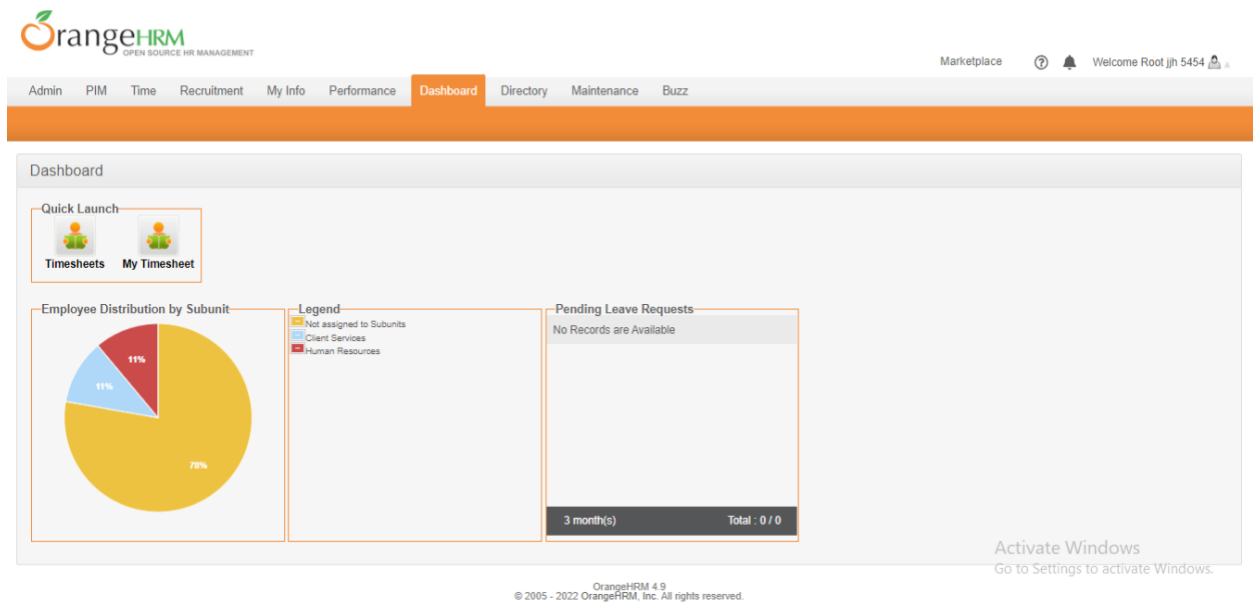 OrangeHRM
OPEN SOURCE HR MANAGEMENT
Marketplace ? Welcome Root jjh 5454
Admin PIM Time Recruitment My Info Performance Dashboard Directory Maintenance Buzz
Dashboard
Quick Launch
Timesheets My Timesheet
Employee Distribution by Subunit
11%
11%
78%
Legend
Not assigned to Subunits
Client Services
Human Resources
Pending Leave Requests
No Records are Available
3 month(s) Total : 0 / 0
Activate Windows
Go to Settings to activate Windows.
OrangeHRM 4.9
© 2005 - 2022 OrangeHRM, Inc. All rights reserved.